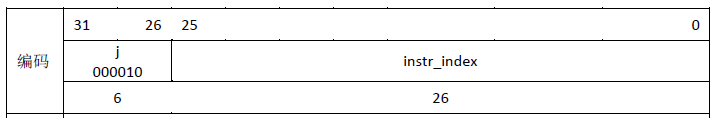 31 26 25 0
编码
j
000010
instr_index
6 26